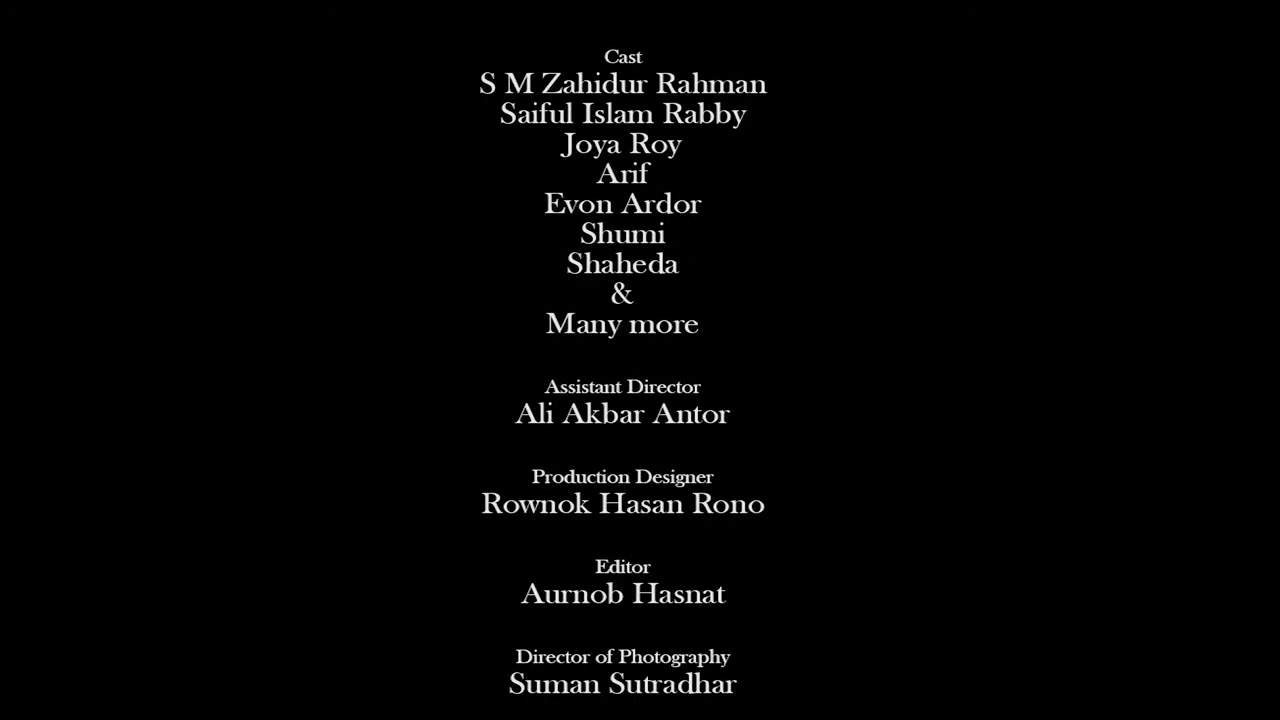 Cast
S M Zahidur Rahman
Saiful Islam Rabby
Joya Roy
Arif
Evon Ardor
Shumi
Shaheda
&
Many more
Assistant Director
Ali Akbar Antor
Production Designer
Rownok Hasan Rono
Editor
Aurnob Hasnat
Director of Photography
Suman Sutradhar